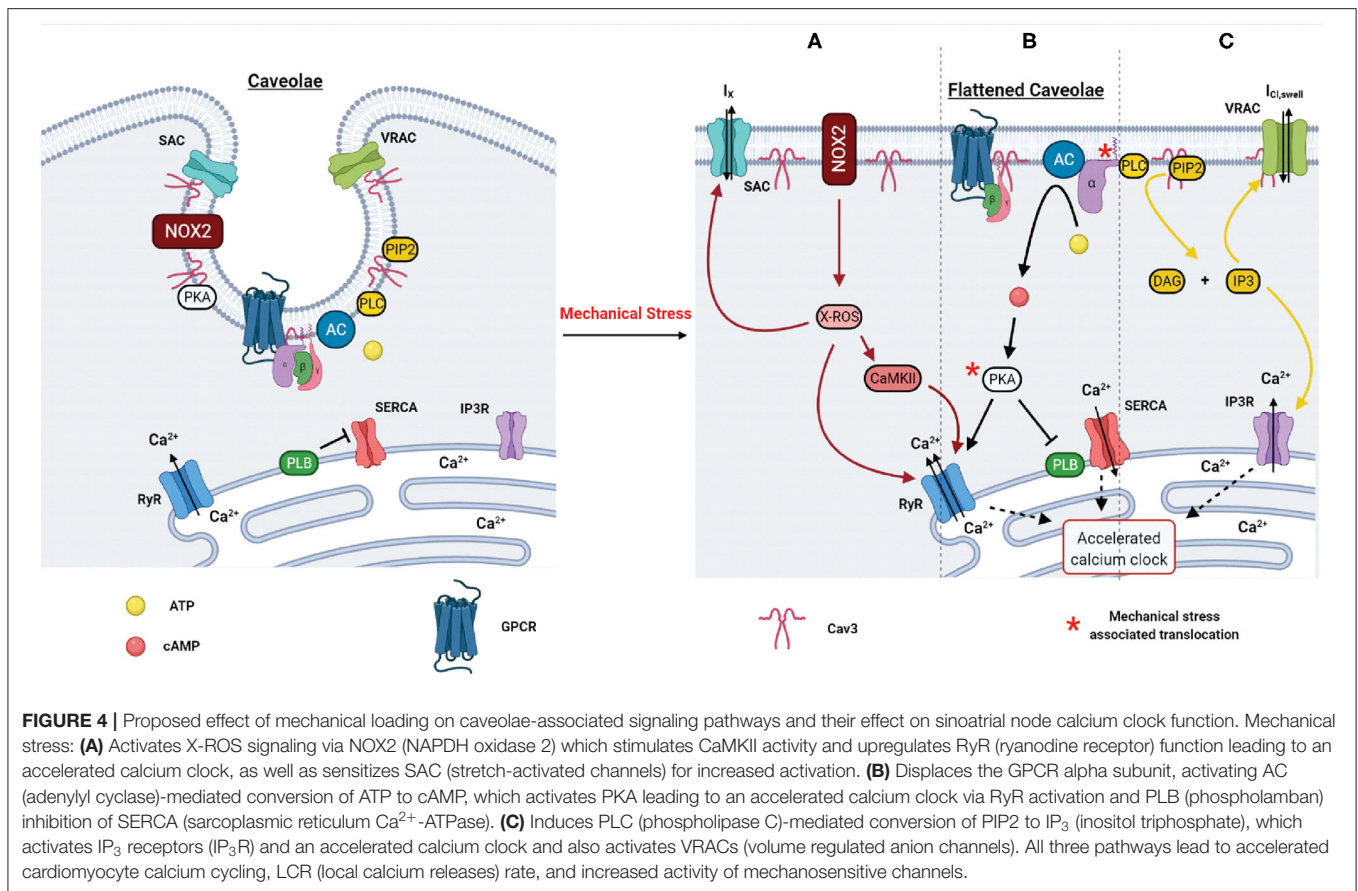 A
B
C
Caveolae
SAC
VRAC
NOX2
PIP2
PKA
PLC
AC
α
β
γ
SERCA
IP3R
Ca2+
PLB
Ca2+
RyR
Ca2+
Ca2+
Mechanical Stress
Flattened Caveolae
IX
ICl,swell
VRAC
NOX2
SAC
AC
*
PLC
PIP2
α
β
γ
DAG + IP3
X-ROS
CaMKII
* PKA
Ca2+
SERCA
Ca2+
IP3R
Ca2+
PLB
Ca2+
RyR
Ca2+
Ca2+
Accelerated
calcium clock
ATP
cAMP
GPCR
Cav3
* Mechanical stress
associated translocation
FIGURE 4 | Proposed effect of mechanical loading on caveolae-associated signaling pathways and their effect on sinoatrial node calcium clock function. Mechanical
stress: (A) Activates X-ROS signaling via NOX2 (NAPDH oxidase 2) which stimulates CaMKII activity and upregulates RyR (ryanodine receptor) function leading to an
accelerated calcium clock, as well as sensitizes SAC (stretch-activated channels) for increased activation. (B) Displaces the GPCR alpha subunit, activating AC
(adenylyl cyclase)-mediated conversion of ATP to cAMP, which activates PKA leading to an accelerated calcium clock via RyR activation and PLB (phospholamban)
inhibition of SERCA (sarcoplasmic reticulum Ca2+-ATPase). (C) Induces PLC (phospholipase C)-mediated conversion of PIP2 to IP3 (inositol triphosphate), which
activates IP3 receptors (IP3R) and an accelerated calcium clock and also activates VRACs (volume regulated anion channels). All three pathways lead to accelerated
cardiomyocyte calcium cycling, LCR (local calcium releases) rate, and increased activity of mechanosensitive channels.